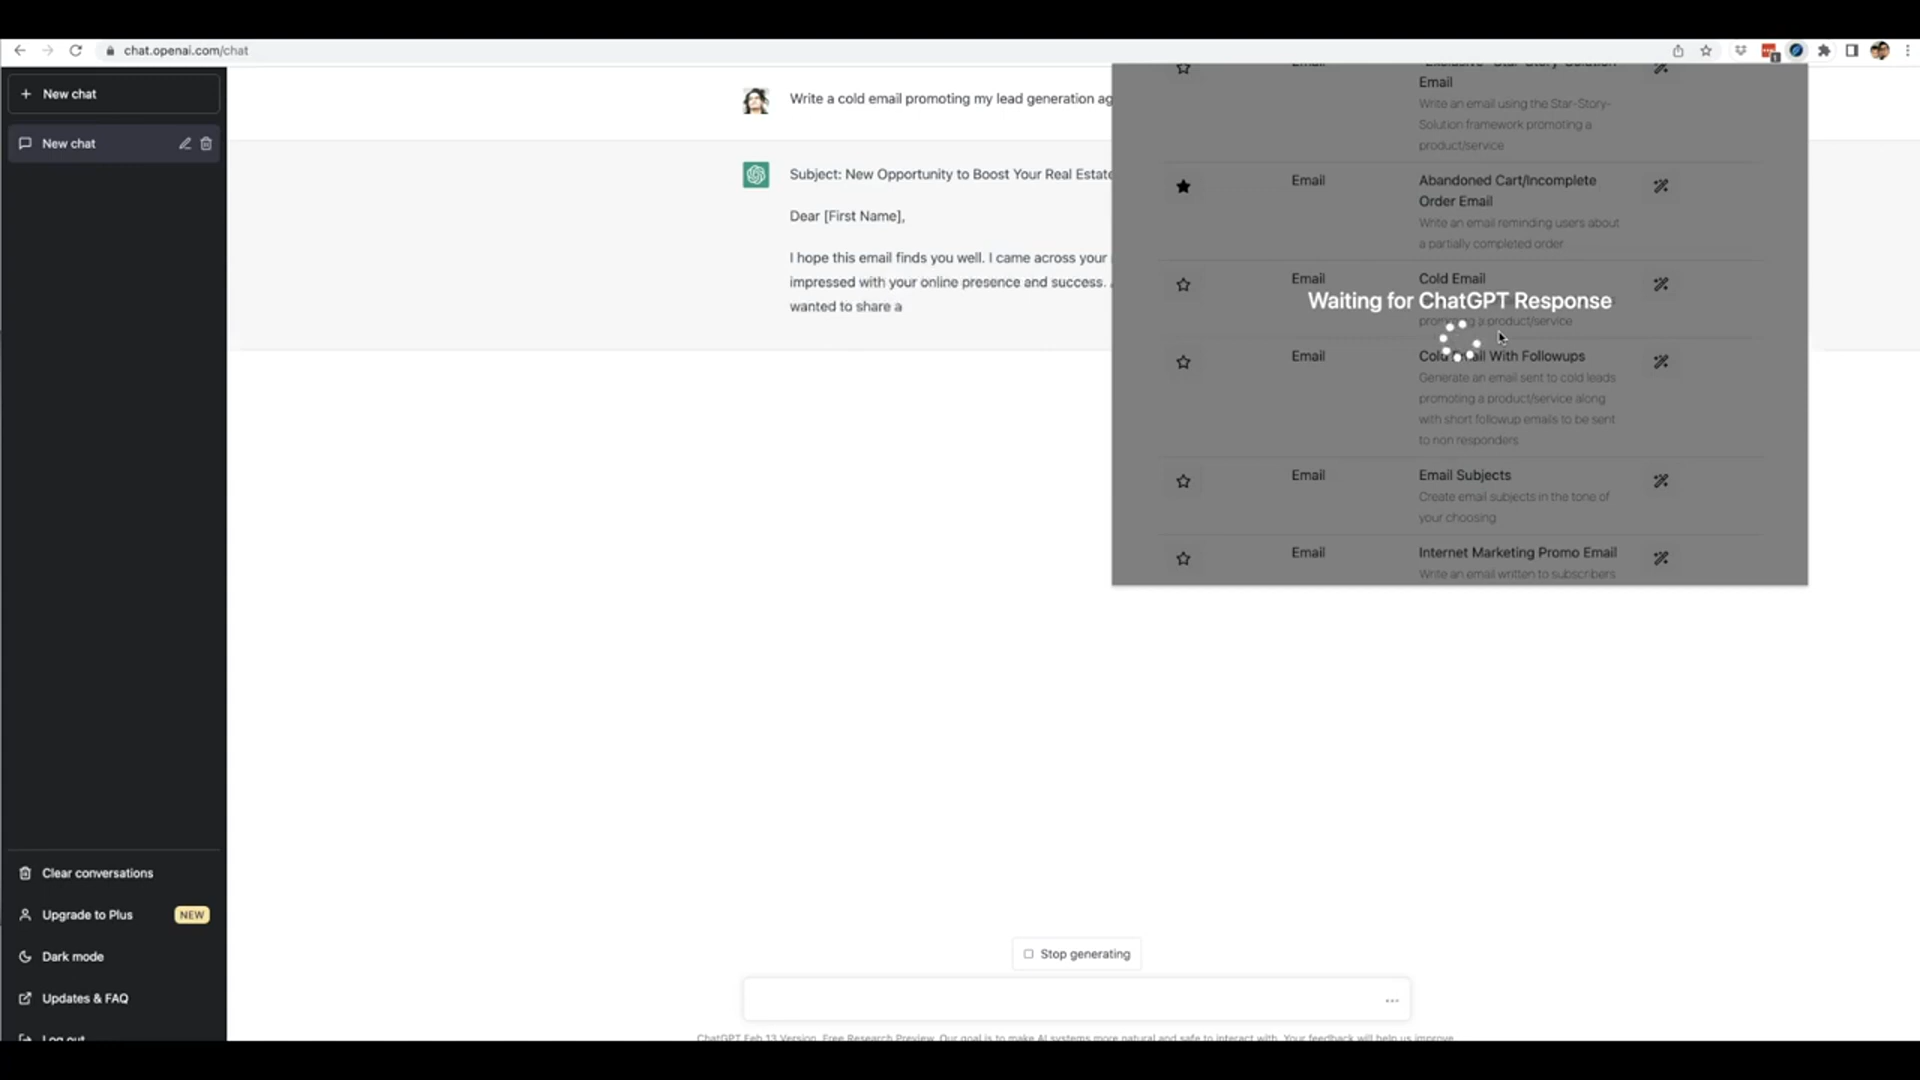 chat.openai.com/chat
1
New chat
New chat
Clear conversations
Upgrade to Plus NEW
Dark mode
Updates & FAQ
Log out
Write a cold email promoting my lead generation ag
Subject: New Opportunity to Boost Your Real Estate
Dear [First Name],
I hope this email finds you well. I came across your
impressed with your online presence and success.
wanted to share a
Stop generating
ChatGPT Feb 13 Version. Free Research Preview. Our goal is to make AI systems more natural and safe to interact with. Your feedback will help us improve.
Email
Email
Write an email using the Star-Story-
Solution framework promoting a
product/service
Email
Abandoned Cart/Incomplete
Order Email
Write an email reminding users about
a partially completed order
Email
Cold Email
Waiting for ChatGPT Response
promoting a product/service
Email
Cold Email With Followups
Generate an email sent to cold leads
promoting a product/service along
with short followup emails to be sent
to non responders
Email
Email Subjects
Create email subjects in the tone of
your choosing
Email
Internet Marketing Promo Email
Write an email written to subscribers